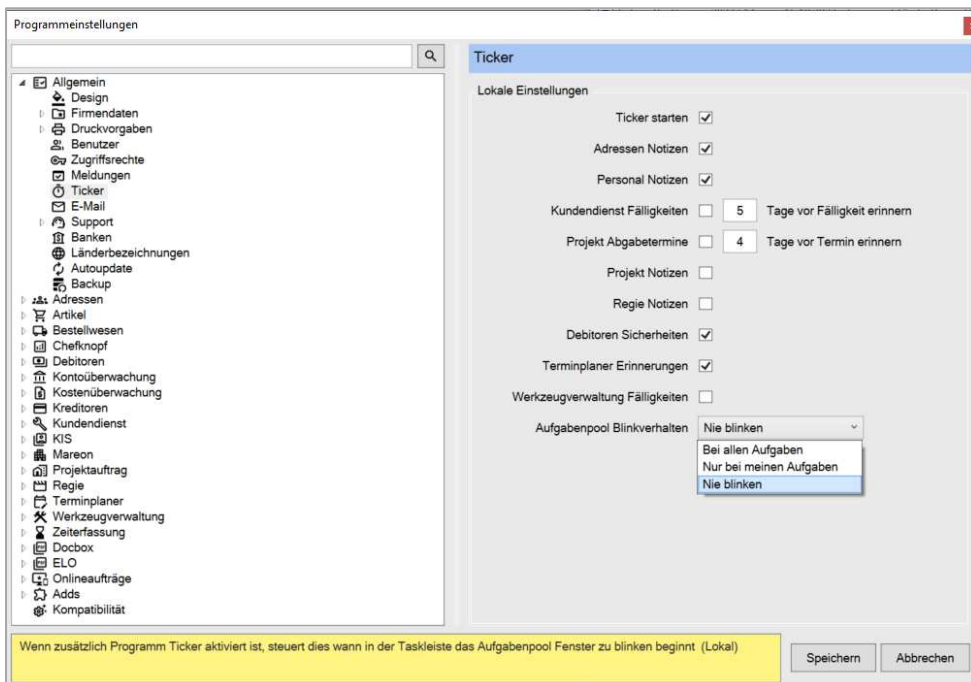 Programmeinstellungen
Allgemein
Design
Firmendaten
Druckvorgaben
Benutzer
Zugriffsrechte
Meldungen
Ticker
E-Mail
Support
Banken
Länderbezeichnungen
Autoupdate
Backup
Adressen
Artikel
Bestellwesen
Chefknopf
Debitoren
Kontoüberwachung
Kostenüberwachung
Kreditoren
Kundendienst
KIS
Mareon
Projektauftrag
Regie
Terminplaner
Werkzeugverwaltung
Zeiterfassung
Docbox
ELO
Onlineaufträge
Adds
Kompatibilität
Ticker
Lokale Einstellungen
Ticker starten
Adressen Notizen
Personal Notizen
Kundendienst Fälligkeiten 5 Tage vor Fälligkeit erinnern
Projekt Abgabetermine 4 Tage vor Termin erinnern
Projekt Notizen
Regie Notizen
Debitoren Sicherheiten
Terminplaner Erinnerungen
Werkzeugverwaltung Fälligkeiten
Aufgabenpool Blinkverhalten Nie blinken
Bei allen Aufgaben
Nur bei meinen Aufgaben
Nie blinken
Wenn zusätzlich Programm Ticker aktiviert ist, steuert dies wann in der Taskleiste das Aufgabenpool Fenster zu blinken beginnt (Lokal)
Speichern Abbrechen